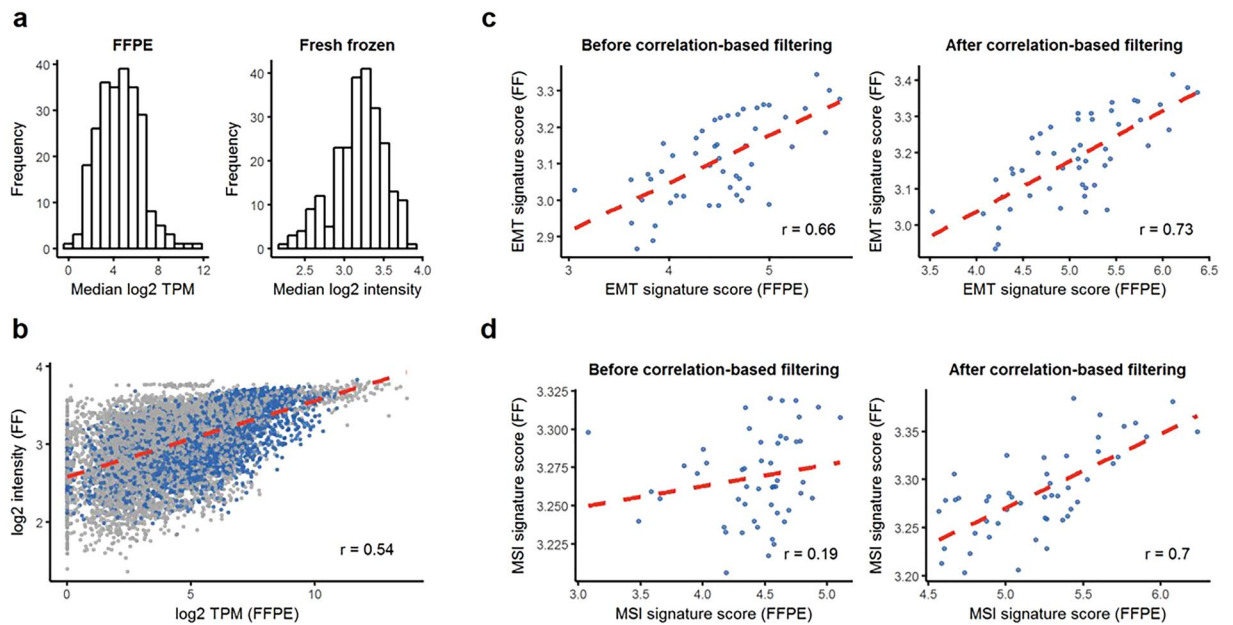 a
FFPE
Fresh frozen
Frequency
40
30
20
10
0
0 4 8 12
Median log2 TPM
Frequency
40
30
20
10
0
2.5 3.0 3.5 4.0
Median log2 intensity
c
Before correlation-based filtering
EMT signature score (FF)
3.3
3.2
3.1
3.0
2.9
r = 0.66
3 4 5
EMT signature score (FFPE)
After correlation-based filtering
EMT signature score (FF)
3.4
3.3
3.2
3.1
3.0
r = 0.73
3.5 4.0 4.5 5.0 5.5 6.0 6.5
EMT signature score (FFPE)
b
log2 intensity (FF)
4
3
2
r = 0.54
0 5 10
log2 TPM (FFPE)
d
Before correlation-based filtering
MSI signature score (FF)
3.325
3.300
3.275
3.250
3.225
r = 0.19
3.0 3.5 4.0 4.5 5.0
MSI signature score (FFPE)
After correlation-based filtering
MSI signature score (FF)
3.35
3.30
3.25
3.20
r = 0.7
4.5 5.0 5.5 6.0
MSI signature score (FFPE)